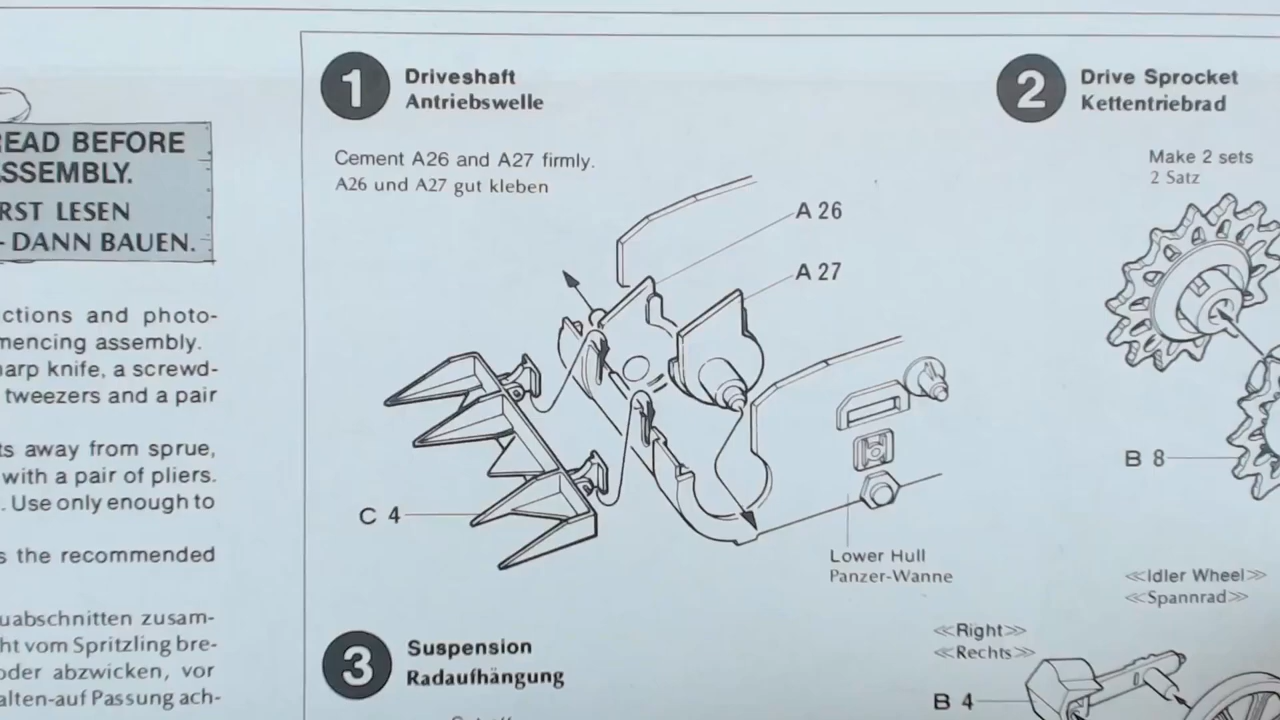 EAD BEFORE
SSEMBLY.
RST LESEN
- DANN BAUEN.
ctions and photo-
mencing assembly.
arp knife, a screwd-
tweezers and a pair
ts away from sprue,
with a pair of pliers.
. Use only enough to
s the recommended
uabschnitten zusam-
ht vom Spritzling bre-
oder abzwicken, vor
alten-auf Passung ach-
1
Driveshaft
Antriebswelle
Cement A26 and A27 firmly.
A26 und A27 gut kleben
A 26
A 27
C 4
Lower Hull
Panzer-Wanne
2
Drive Sprocket
Kettentriebrad
Make 2 sets
2 Satz
B 8
≪Idler Wheel≫
≪Spannrad≫
≪Right≫
≪Rechts≫
B 4
3
Suspension
Radaufhängung